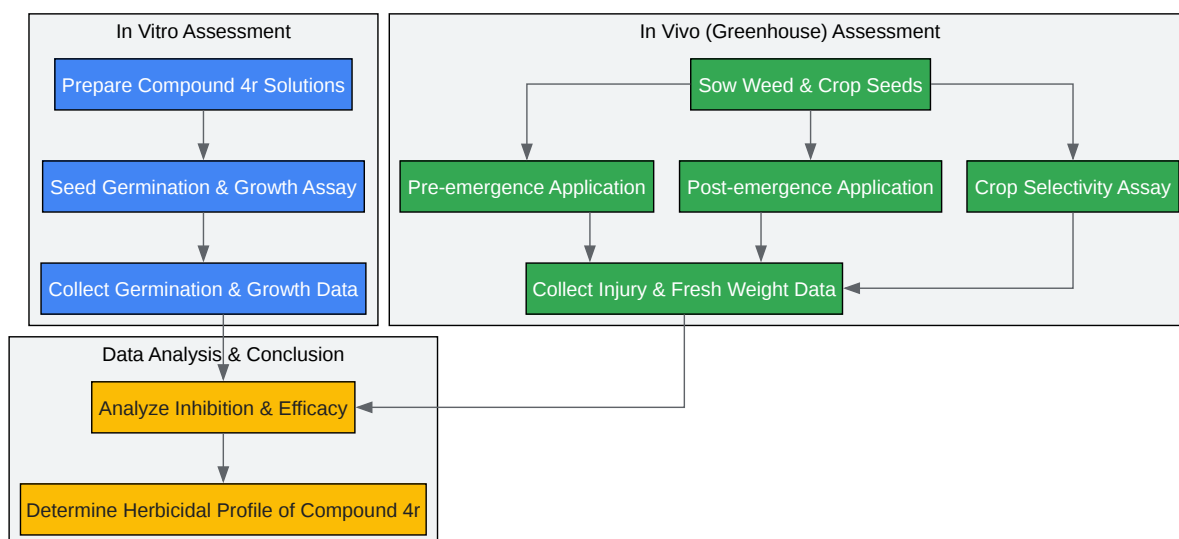 In Vitro Assessment
Prepare Compound 4r Solutions
Seed Germination & Growth Assay
Collect Germination & Growth Data
In Vivo (Greenhouse) Assessment
Sow Weed & Crop Seeds
Pre-emergence Application
Post-emergence Application
Crop Selectivity Assay
Collect Injury & Fresh Weight Data
Data Analysis & Conclusion
Analyze Inhibition & Efficacy
Determine Herbicidal Profile of Compound 4r